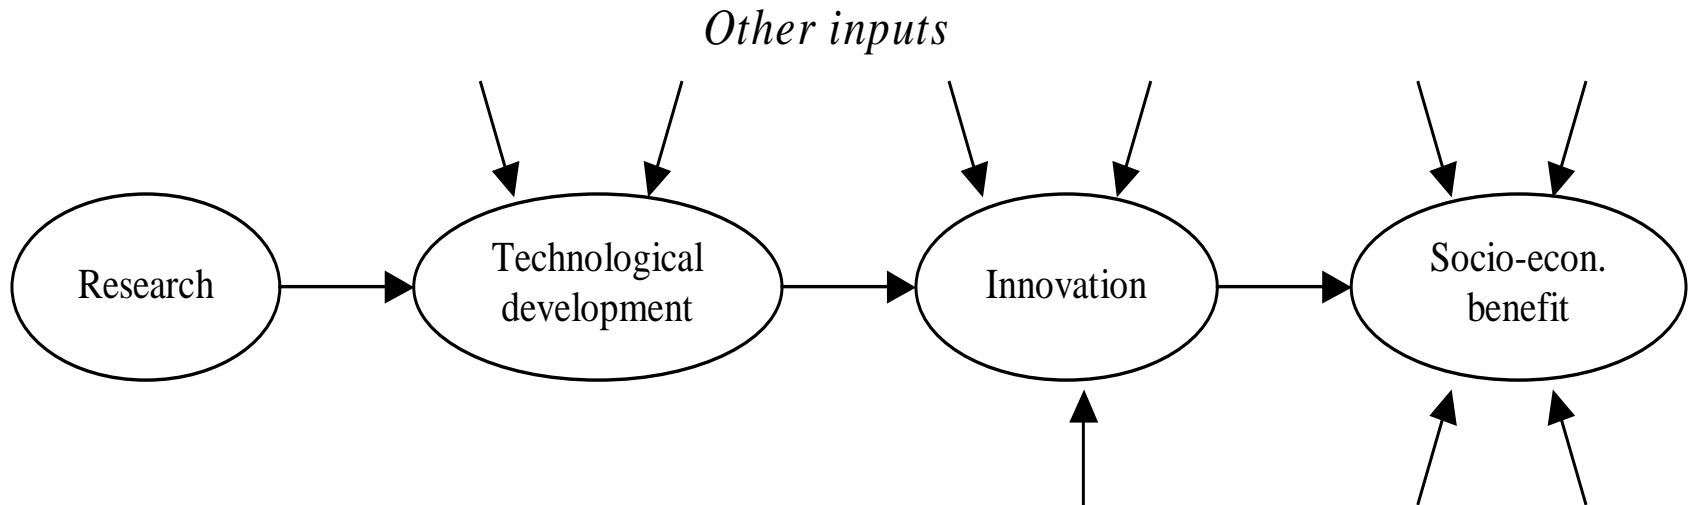 Other inputs
Research
Technological
development
Innovation
Socio-econ.
benefit